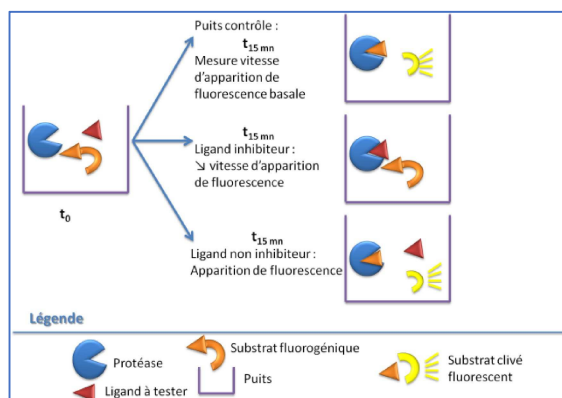 Puits contrôle :
t15 mn
Mesure vitesse
d'apparition de
fluorescence basale
t15 mn
Ligand inhibiteur :
↘ vitesse d'apparition
de fluorescence
t0
t15 mn
Ligand non inhibiteur :
Apparition de fluorescence
Légende
Protéase
Substrat fluorogénique
Substrat clivé
fluorescent
Ligand à tester
Puits